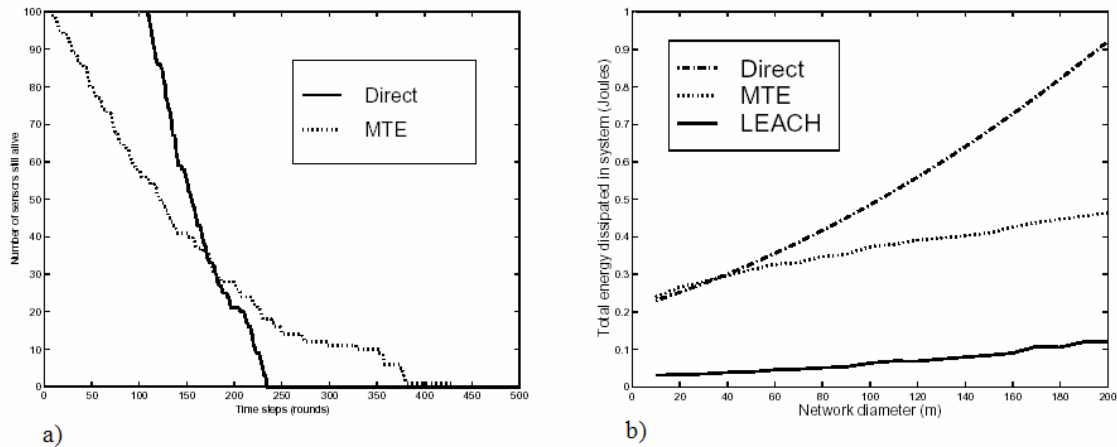 100
90
80
70
60
50
40
30
20
10
0
Number of sensors still alive
Direct
MTE
0 50 100 150 200 250 300 350 400 450 500
Time steps (rounds)
a)
1
0.9
0.8
0.7
0.6
0.5
0.4
0.3
0.2
0.1
0
Total energy dissipated in system (Joules)
Direct
MTE
LEACH
0 20 40 60 80 100 120 140 160 180 200
Network diameter (m)
b)